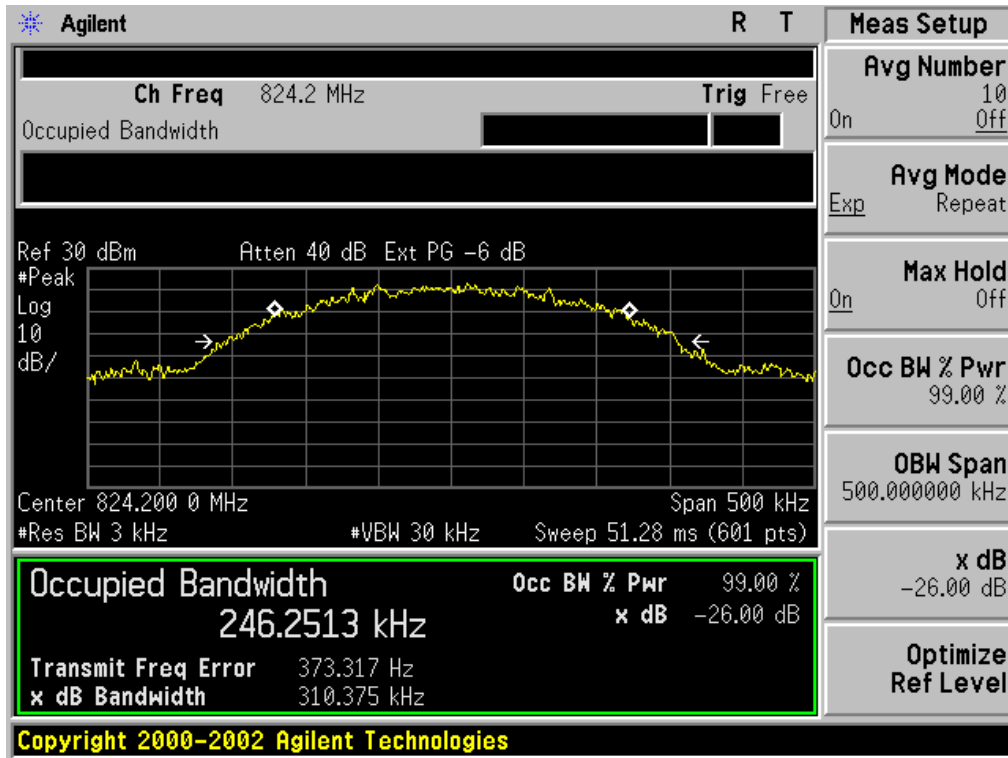 Agilent R T
Ch Freq 824.2 MHz Trig Free
Occupied Bandwidth
Ref 30 dBm Atten 40 dB Ext PG -6 dB
#Peak
Log
10
dB/
Center 824.200 0 MHz Span 500 kHz
#Res BW 3 kHz #VBW 30 kHz Sweep 51.28 ms (601 pts)
Occupied Bandwidth Occ BW % Pwr 99.00 %
246.2513 kHz x dB -26.00 dB
Transmit Freq Error 373.317 Hz
x dB Bandwidth 310.375 kHz
Copyright 2000-2002 Agilent Technologies
Meas Setup
Avg Number
10
On Off
Avg Mode
Exp Repeat
Max Hold
On Off
Occ BW % Pwr
99.00 %
OBW Span
500.000000 kHz
x dB
-26.00 dB
Optimize
Ref Level